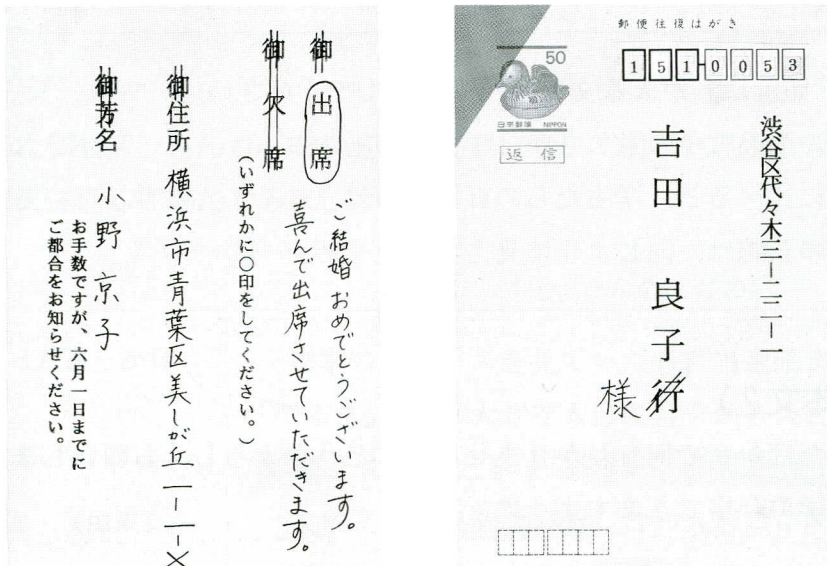 御出席
ご結婚おめでとうございます。
喜んで出席させていただきます。
御欠席
(いずれかに〇印をしてください。)
御住所 横浜市青葉区美しが丘一ー一ー×
御芳名 小野京子
お手数ですが、六月一日までに
ご都合をお知らせください。
郵便往復はがき
50
日本郵便 NIPPON
返信
151-0053
渋谷区代々木三ー二二ー一
吉田 良子行
様